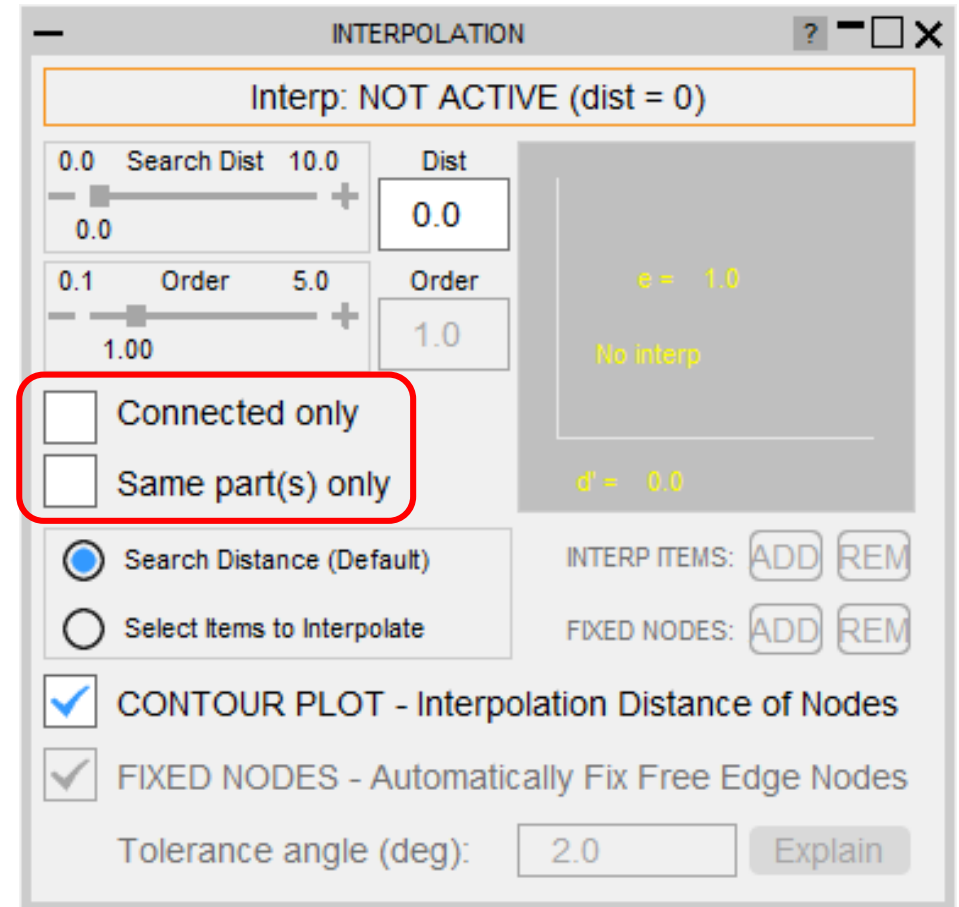 INTERPOLATION ?
Interp: NOT ACTIVE (dist = 0)
0.0 Search Dist 10.0 Dist
0.0 0.0
0.1 Order 5.0 Order
1.00 1.0
e = 1.0
No interp
d' = 0.0
Connected only
Same part(s) only
Search Distance (Default) INTERP ITEMS: ADD REM
Select Items to Interpolate FIXED NODES: ADD REM
CONTOUR PLOT - Interpolation Distance of Nodes
FIXED NODES - Automatically Fix Free Edge Nodes
Tolerance angle (deg): 2.0 Explain